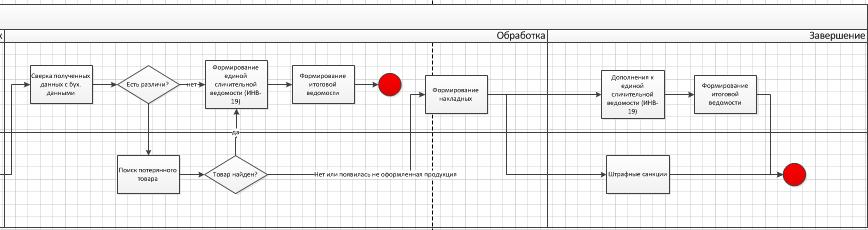 Обработка
Завершение
Сверка полученных
данных с бух.
данными
Есть различи?
нет
Формирование
единой
сличительной
ведомости (ИНВ-
19)
Формирование
итоговой
ведомости
Формирование
накладных
Дополнения к
единой
сличительной
ведомости (ИНВ-
19)
Формирование
итоговой
ведомости
да
Поиск потерянного
товара
Товар найден?
Нет или появилась не оформленная продукция
Штрафные санкции